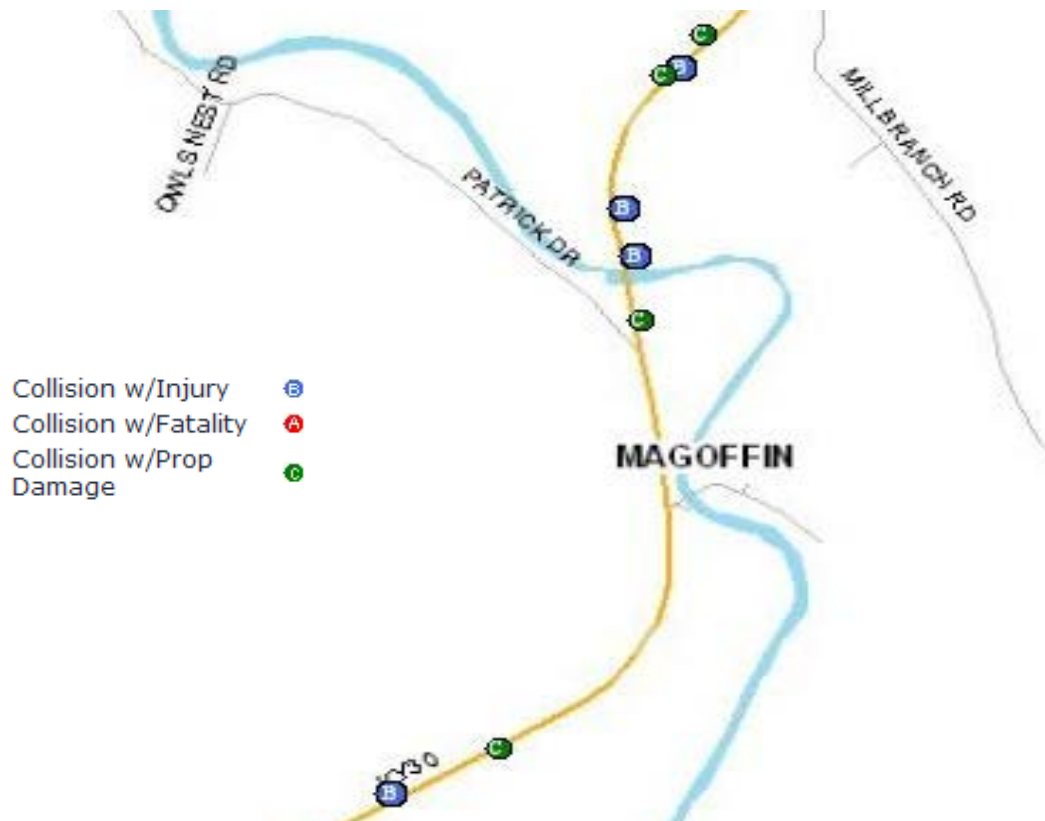 C
B
C
OWLS NEST RD
MILLBRANCH RD
PATRICK DR
B
B
C
Collision w/Injury B
Collision w/Fatality A
Collision w/Prop
Damage C
MAGOFFIN
C
KY30
B